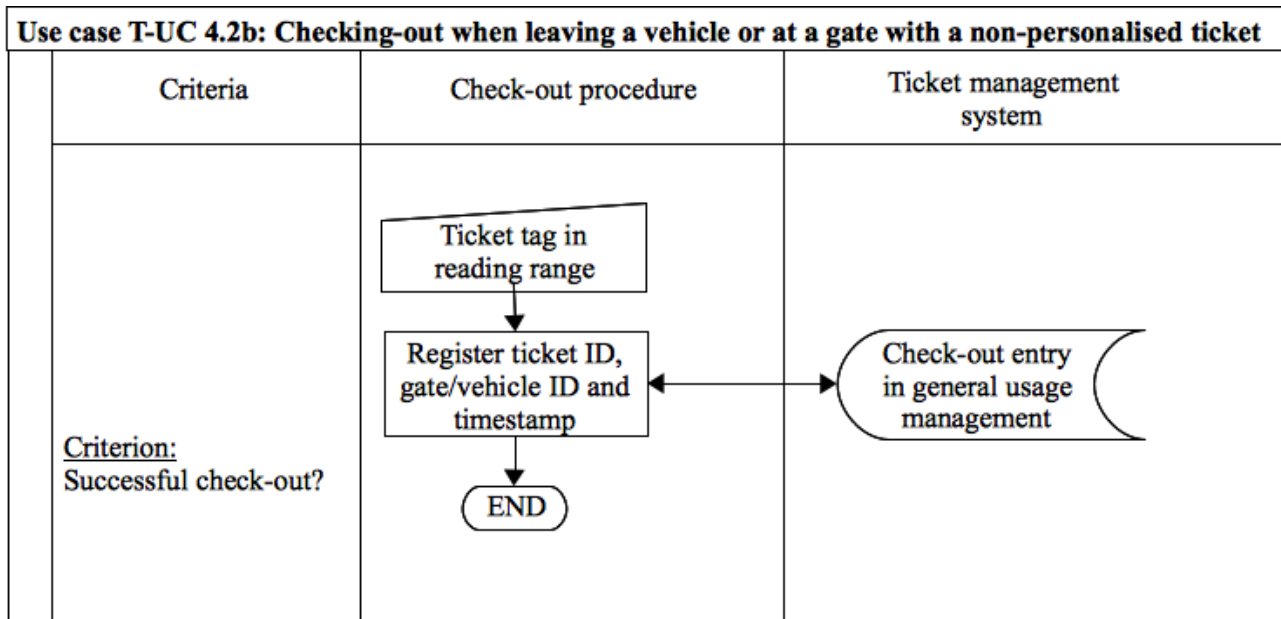 Use case T-UC 4.2b: Checking-out when leaving a vehicle or at a gate with a non-personalised ticket
Criteria
Check-out procedure
Ticket management
system
Ticket tag in
reading range
Register ticket ID,
gate/vehicle ID and
timestamp
Check-out entry
in general usage
management
Criterion:
Successful check-out?
END